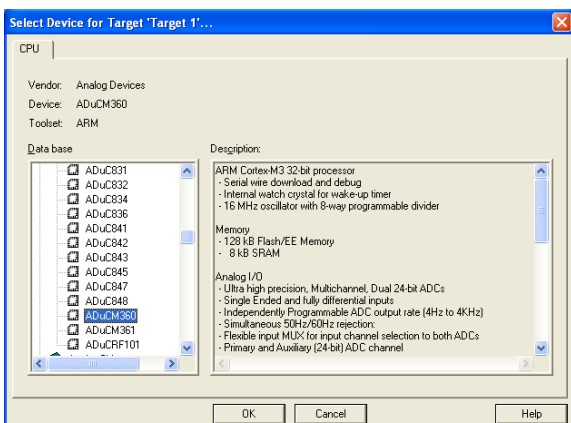 Select Device for Target 'Target 1'...
CPU
Vendor: Analog Devices
Device: ADuCM360
Toolset: ARM
Data base
Description:
ADuC831
ADuC832
ADuC834
ADuC836
ADuC841
ADuC842
ADuC843
ADuC845
ADuC847
ADuC848
ADuCM360
ADuCM361
ADuCRF101
ARM Cortex-M3 32-bit processor
- Serial wire download and debug
- Internal watch crystal for wake-up timer
- 16 MHz oscillator with 8-way programmable divider
Memory
- 128 kB Flash/EE Memory
- 8 kB SRAM
Analog I/O
- Ultra high precision, Multichannel, Dual 24-bit ADCs
- Single Ended and fully differential inputs
- Independently Programmable ADC output rate (4Hz to 4KHz)
- Simultaneous 50Hz/60Hz rejection:
- Flexible input MUX for input channel selection to both ADCs
- Primary and Auxiliary (24-bit) ADC channel
OK
Cancel
Help